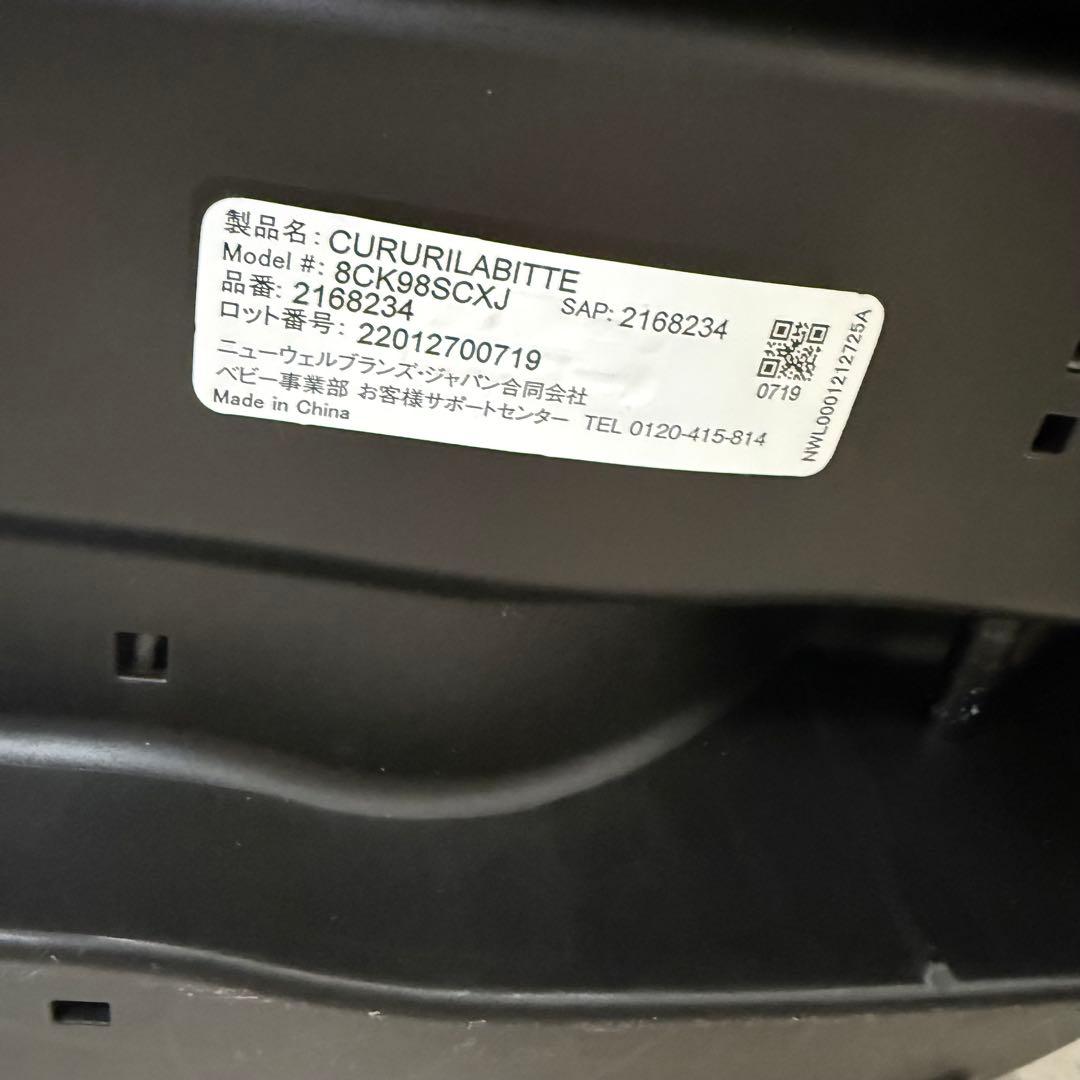 製品名: CURURILABITTE
Model #: 8CK98SCXJ
品番: 2168234 SAP: 2168234
ロット番号: 22012700719
ニューウェルブランズ・ジャパン合同会社
ベビー事業部 お客様サポートセンター TEL 0120-415-814
Made in China
0719
NWL0001212725A